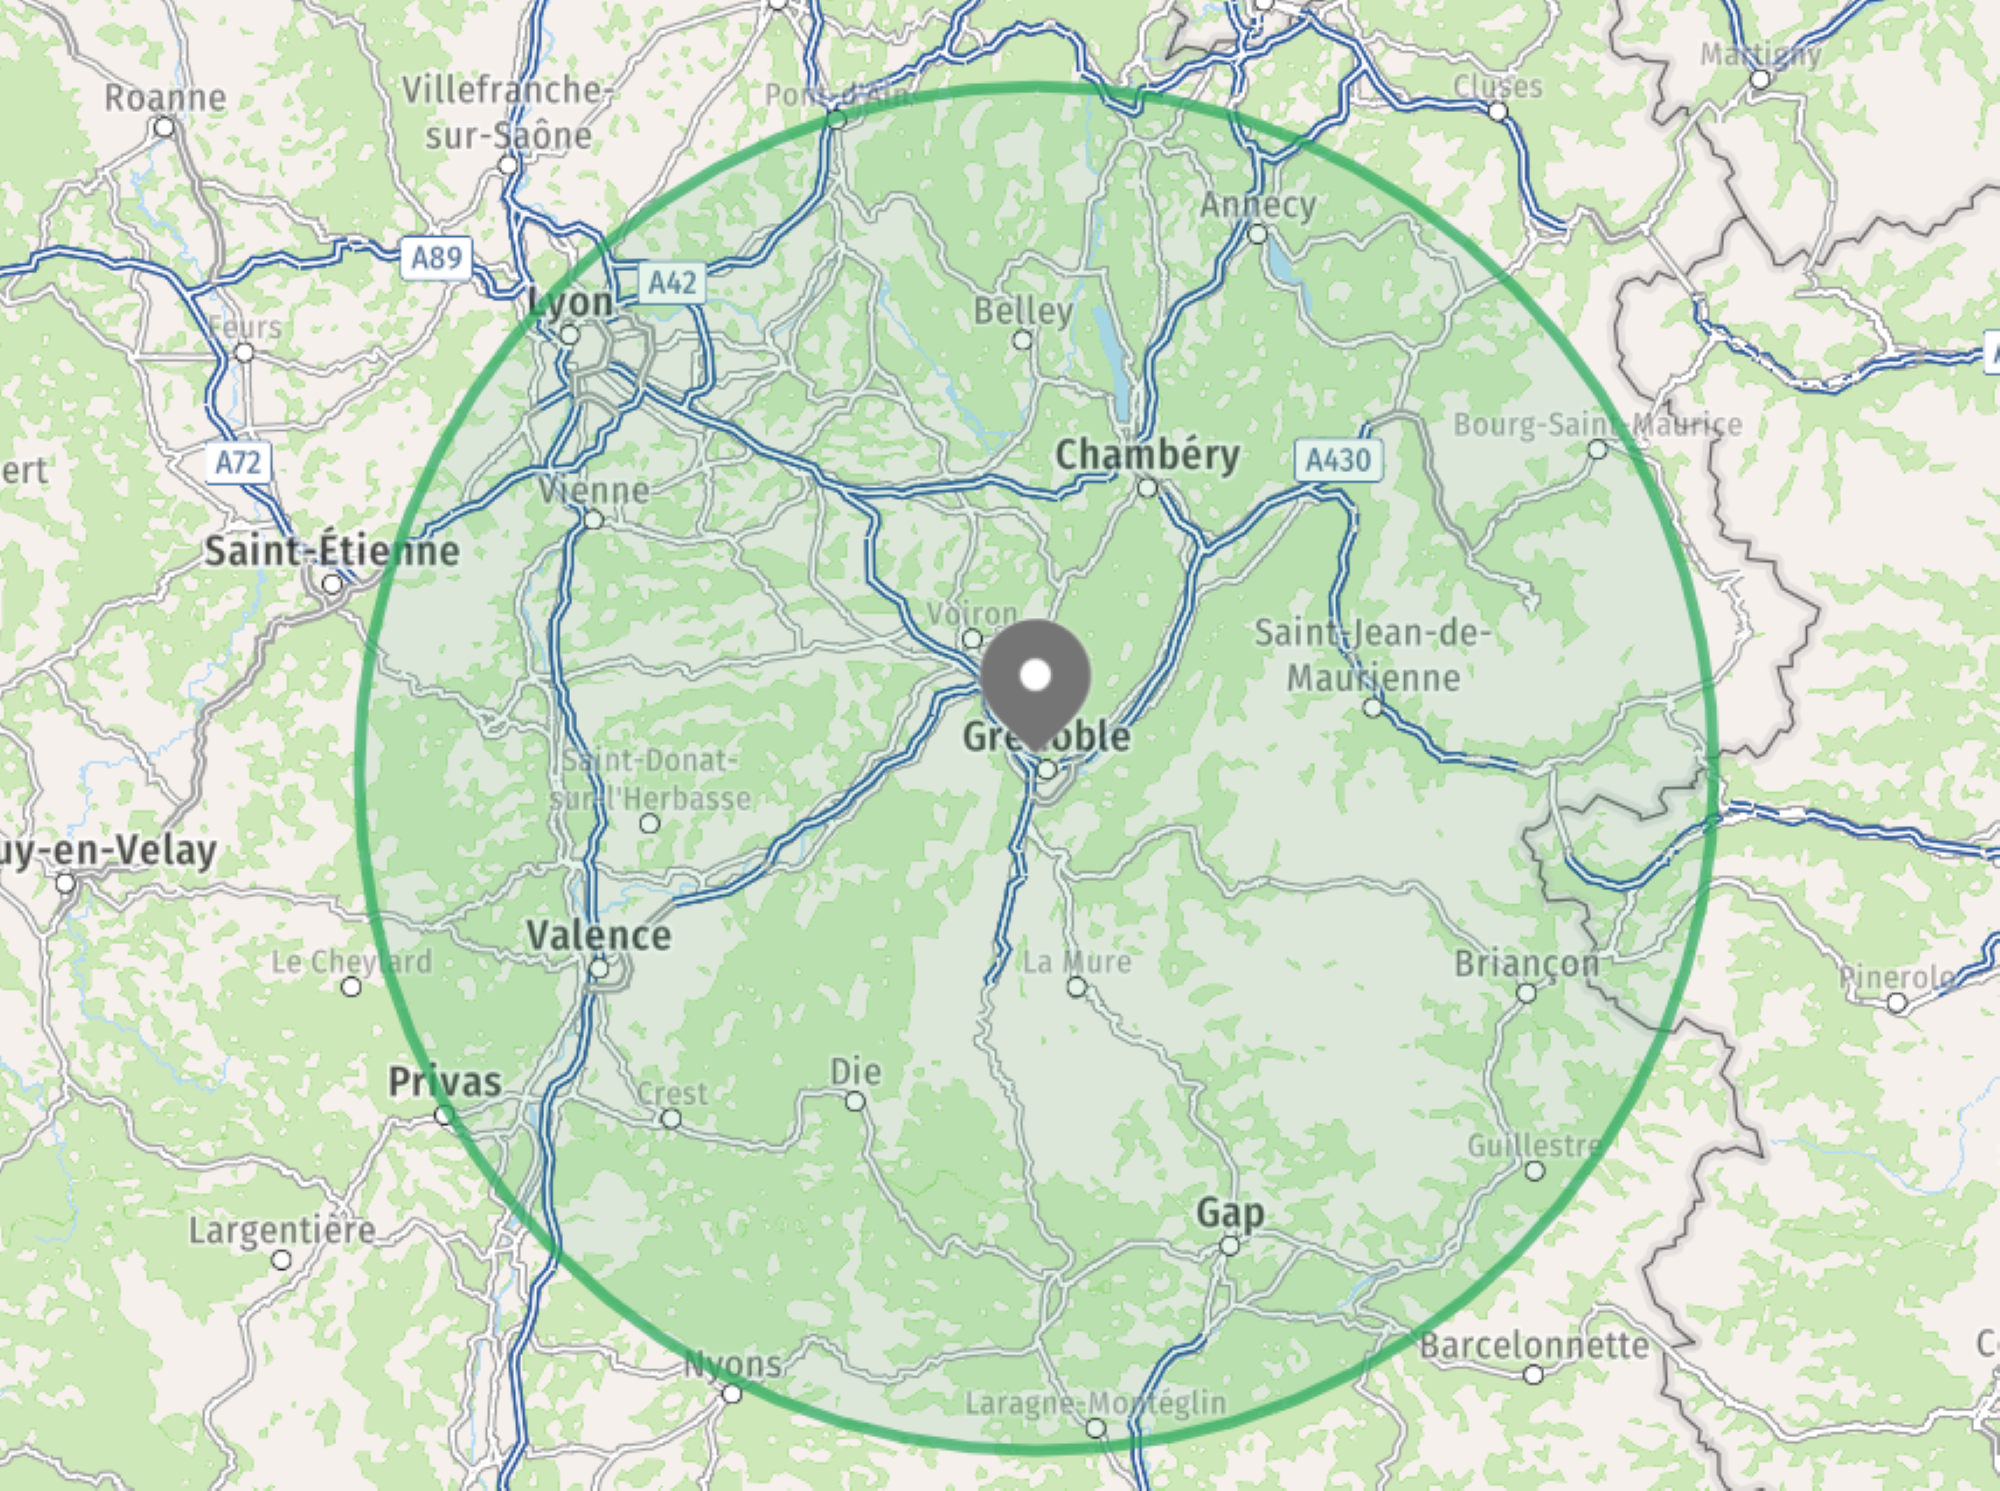 Martigny
Roanne
Villefranche-
sur-Saône
Pont-d'Ain
Cluses
Annecy
A89
A42
Lyon
Belley
Feurs
Bourg-Saint-Maurice
A72
ert
Chambéry
A430
Vienne
Saint-Étienne
Voiron
Saint-Jean-de-
Maurienne
Grenoble
Saint-Donat-
sur-l'Herbasse
uy-en-Velay
Valence
Le Cheylard
La Mure
Briançon
Pinerolo
Privas
Die
Crest
Guillestre
Gap
Largentière
Barcelonnette
Nyons
Laragne-Montéglin